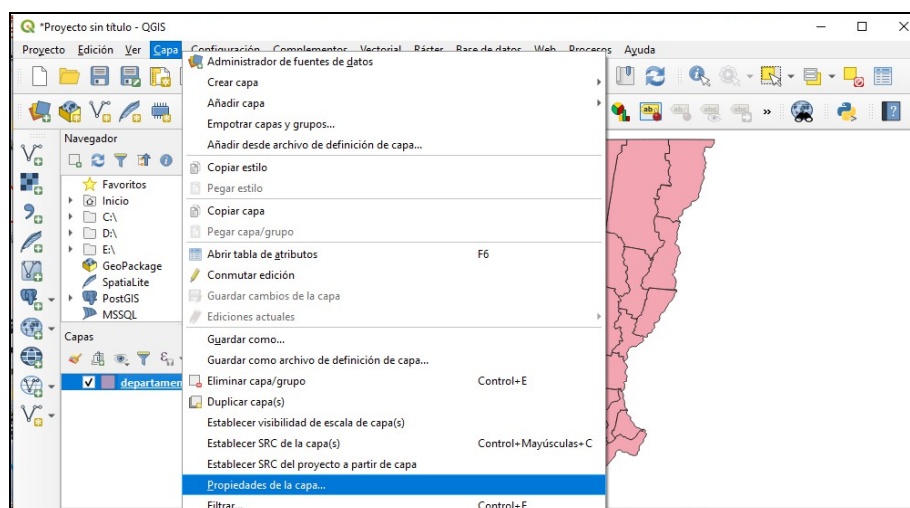 *Proyecto sin título - QGIS
Proyecto Edición Ver Capa Configuración Complementos Vectorial Ráster Base de datos Web Procesos Ayuda
Administrador de fuentes de datos
Crear capa
Añadir capa
Empotrar capas y grupos...
Añadir desde archivo de definición de capa...
Copiar estilo
Pegar estilo
Copiar capa
Pegar capa/grupo
Abrir tabla de atributos F6
Conmutar edición
Guardar cambios de la capa
Ediciones actuales
Guardar como...
Guardar como archivo de definición de capa...
Eliminar capa/grupo Control+E
Duplicar capa(s)
Establecer visibilidad de escala de capa(s)
Establecer SRC de la capa(s) Control+Mayúsculas+C
Establecer SRC del proyecto a partir de capa
Propiedades de la capa...
Filtrar... Control+F
Navegador
Favoritos
Inicio
C:\
D:\
E:\
GeoPackage
SpatiaLite
PostGIS
MSSQL
Capas
departamen